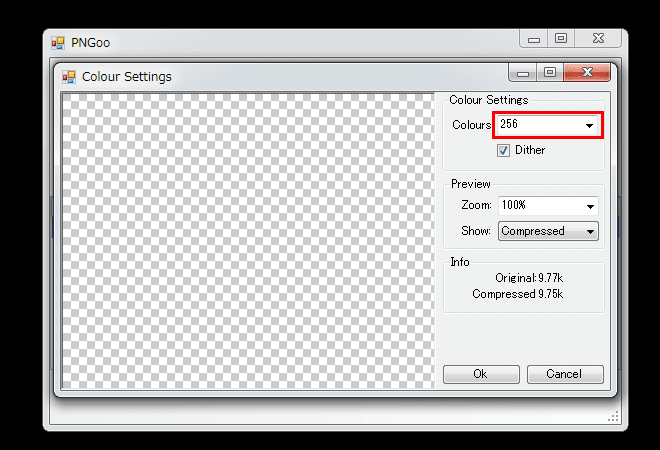 PNGoo
Colour Settings
Colour Settings
Colours 256
Dither
Preview
Zoom: 100%
Show: Compressed
Info
Original: 9.77k
Compressed 9.75k
Ok Cancel